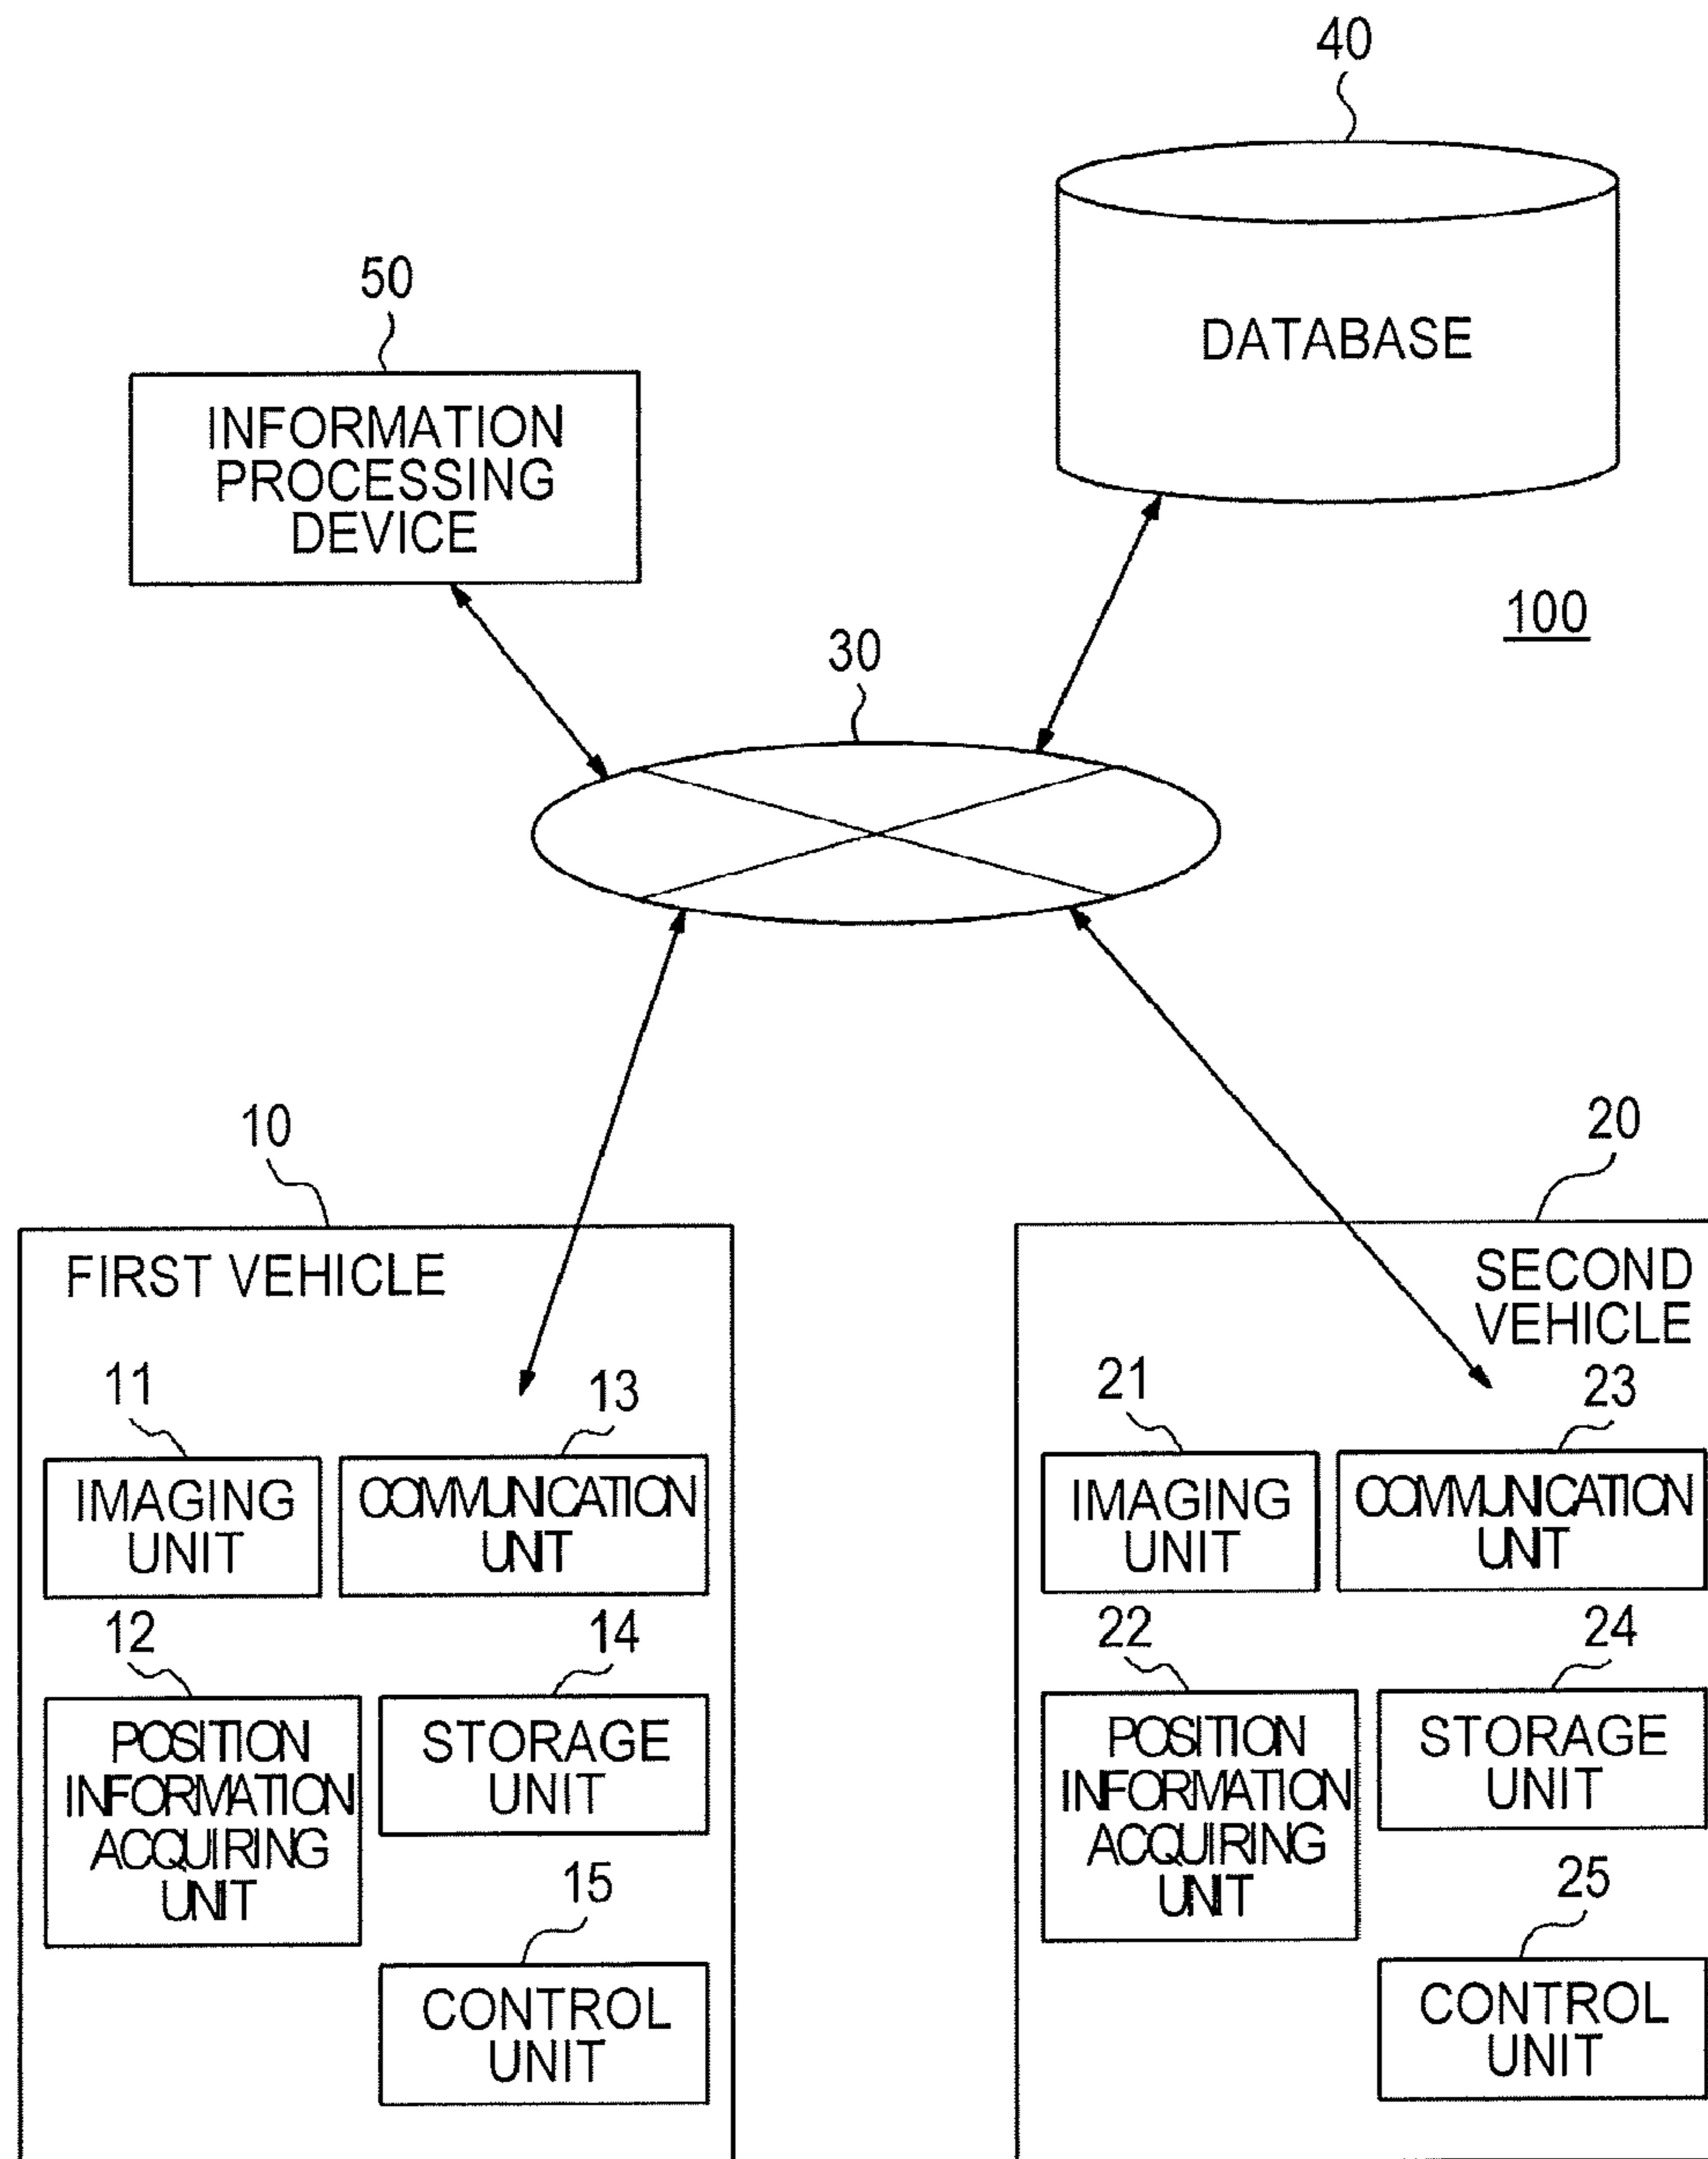 40
50
DATABASE
INFORMATION
PROCESSING
DEVICE
100
30
10
20
FIRST VEHICLE
SECOND
VEHICLE
11
13
21
23
IMAGING
UNIT
COMMUNICATION
UNIT
IMAGING
UNIT
COMMUNICATION
UNIT
12
14
22
24
POSITION
INFORMATION
ACQUIRING
UNIT
STORAGE
UNIT
POSITION
INFORMATION
ACQUIRING
UNIT
STORAGE
UNIT
15
25
CONTROL
UNIT
CONTROL
UNIT